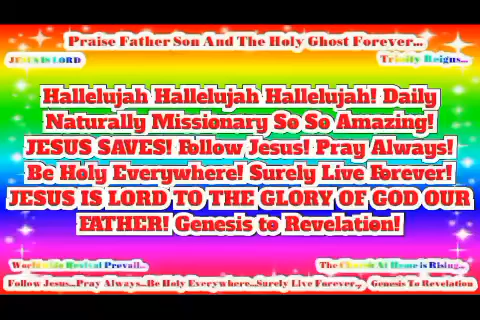 Praise Father Son And The Holy Ghost Forever...
JESUS IS LORD
Trinity Reigns...
Hallelujah Hallelujah Hallelujah! Daily
Naturally Missionary So So Amazing!
JESUS SAVES! Follow Jesus! Pray Always!
Be Holy Everywhere! Surely Live Forever!
JESUS IS LORD TO THE GLORY OF GOD OUR
FATHER! Genesis to Revelation!
Worldwide Revival Prevail...
The Church At Home is Rising...
Follow Jesus...Pray Always...Be Holy Everywhere...Surely Live Forever...
Genesis To Revelation